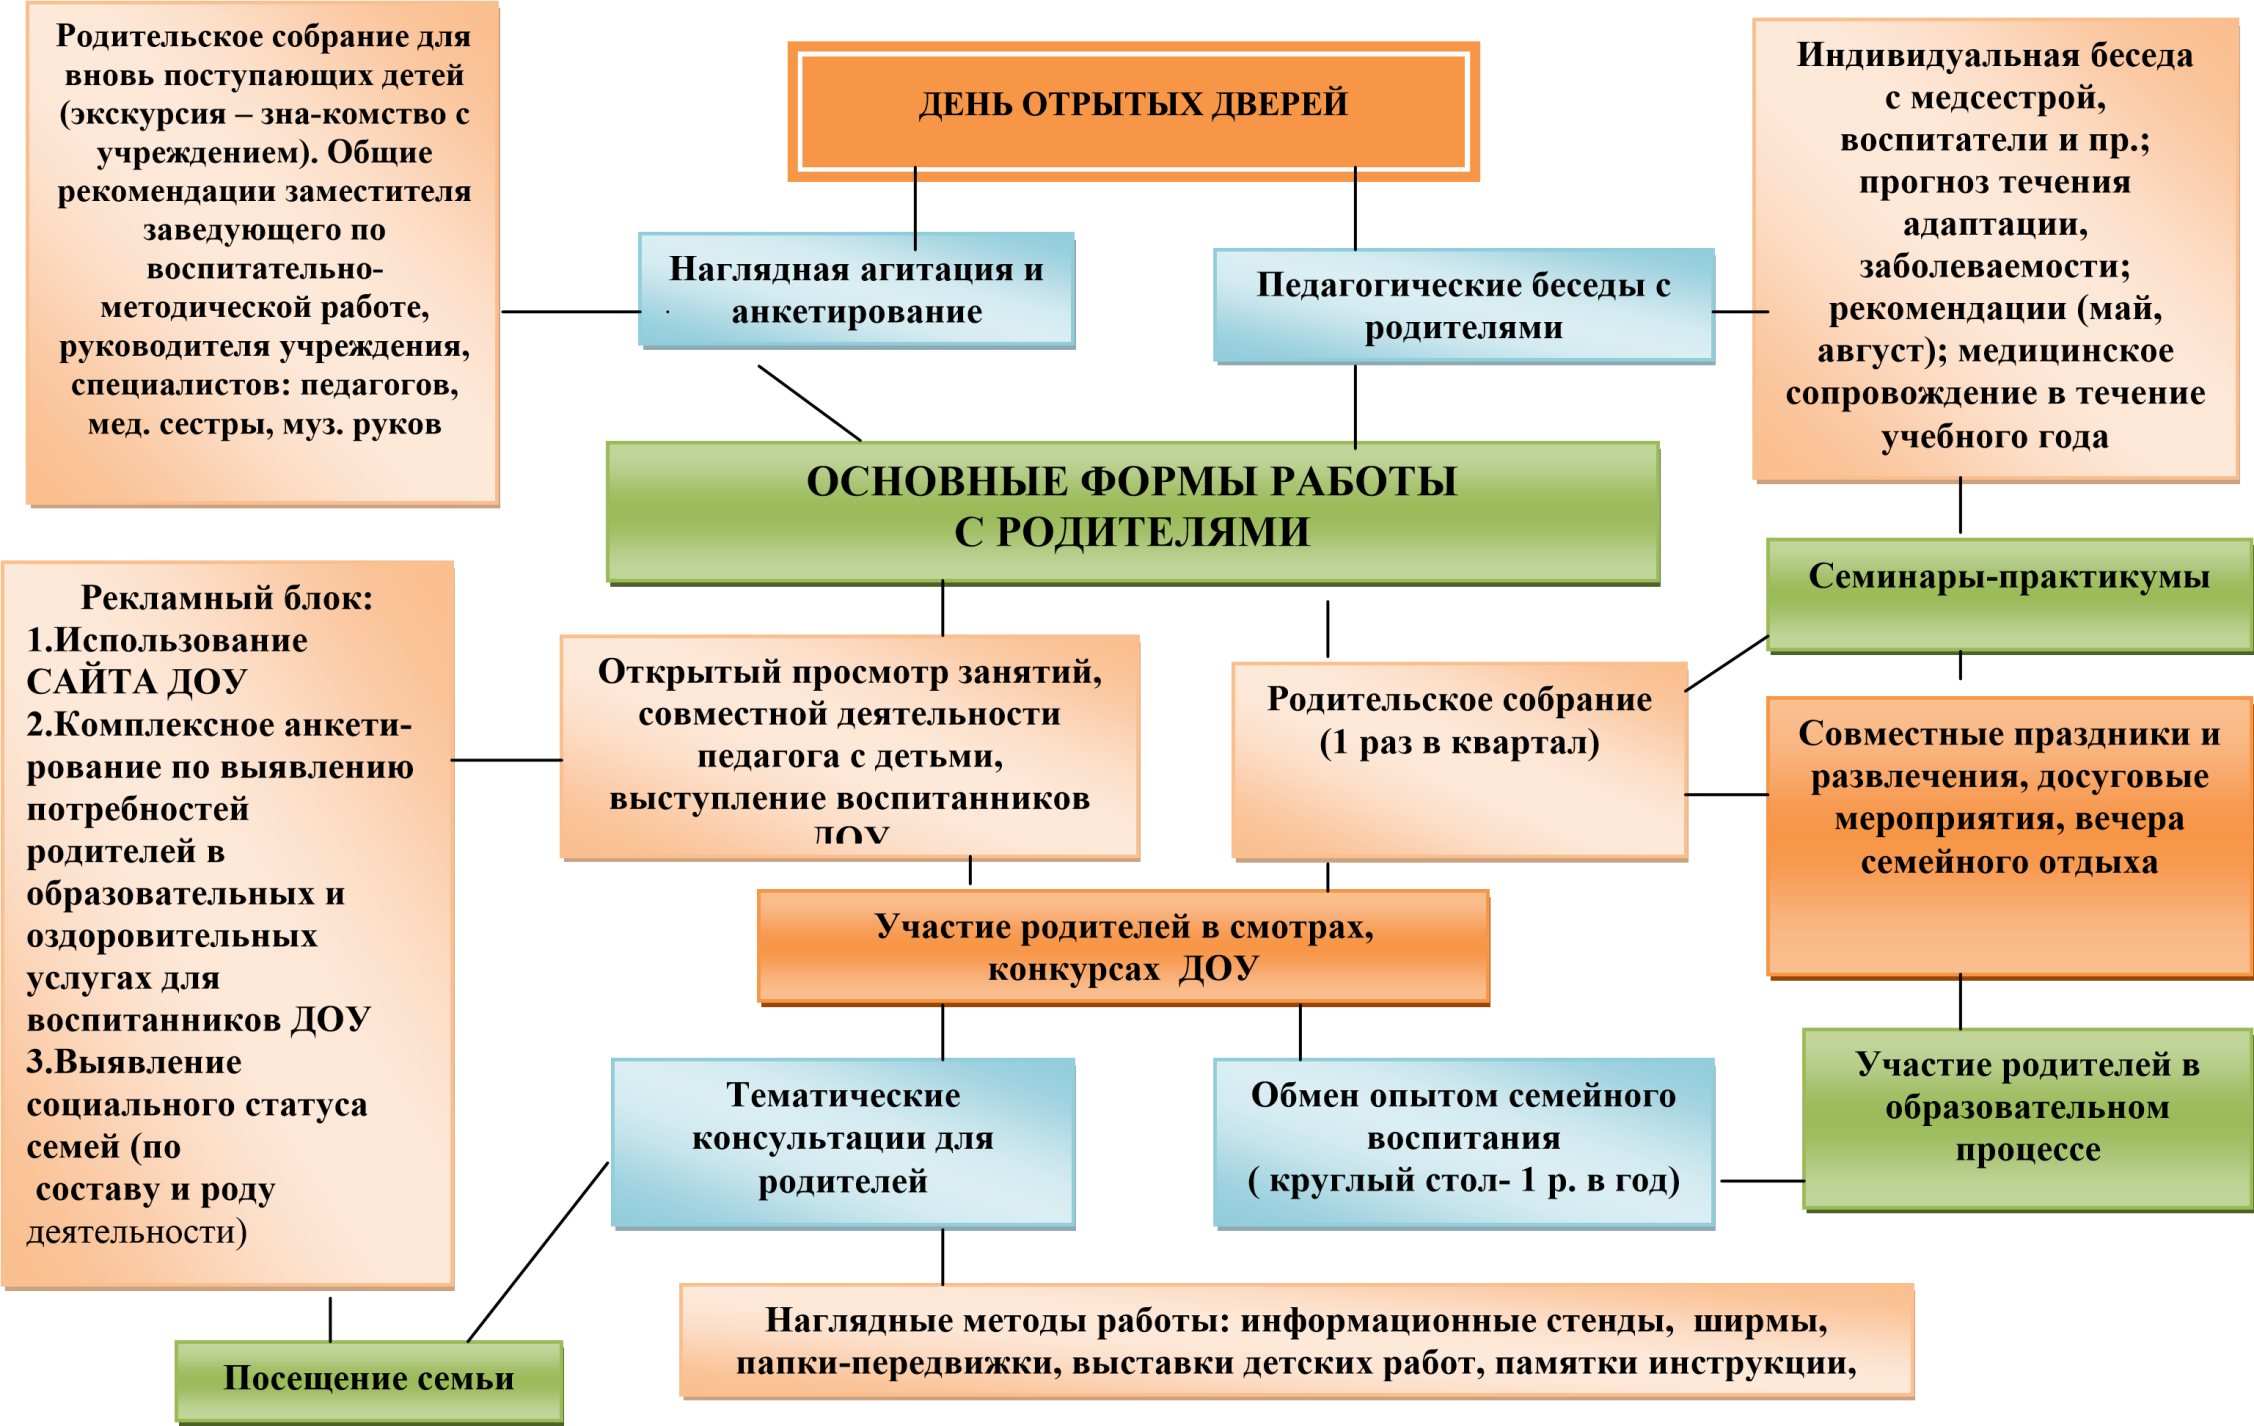 Родительское собрание для
вновь поступающих детей
(экскурсия – зна-комство с
учреждением). Общие
рекомендации заместителя
заведующего по
воспитательно-
методической работе,
руководителя учреждения,
специалистов: педагогов,
мед. сестры, муз. руков
ДЕНЬ ОТРЫТЫХ ДВЕРЕЙ
Индивидуальная беседа
с медсестрой,
воспитатели и пр.;
прогноз течения
адаптации,
заболеваемости;
рекомендации (май,
август); медицинское
сопровождение в течение
учебного года
Наглядная агитация и
анкетирование
Педагогические беседы с
родителями
ОСНОВНЫЕ ФОРМЫ РАБОТЫ
С РОДИТЕЛЯМИ
Семинары-практикумы
Рекламный блок:
1.Использование
САЙТА ДОУ
2.Комплексное анкети-
рование по выявлению
потребностей
родителей в
образовательных и
оздоровительных
услугах для
воспитанников ДОУ
3.Выявление
социального статуса
семей (по
составу и роду
деятельности)
Открытый просмотр занятий,
совместной деятельности
педагога с детьми,
выступление воспитанников
ДОУ
Родительское собрание
(1 раз в квартал)
Совместные праздники и
развлечения, досуговые
мероприятия, вечера
семейного отдыха
Участие родителей в смотрах,
конкурсах ДОУ
Тематические
консультации для
родителей
Обмен опытом семейного
воспитания
( круглый стол- 1 р. в год)
Участие родителей в
образовательном
процессе
Посещение семьи
Наглядные методы работы: информационные стенды, ширмы,
папки-передвижки, выставки детских работ, памятки инструкции,